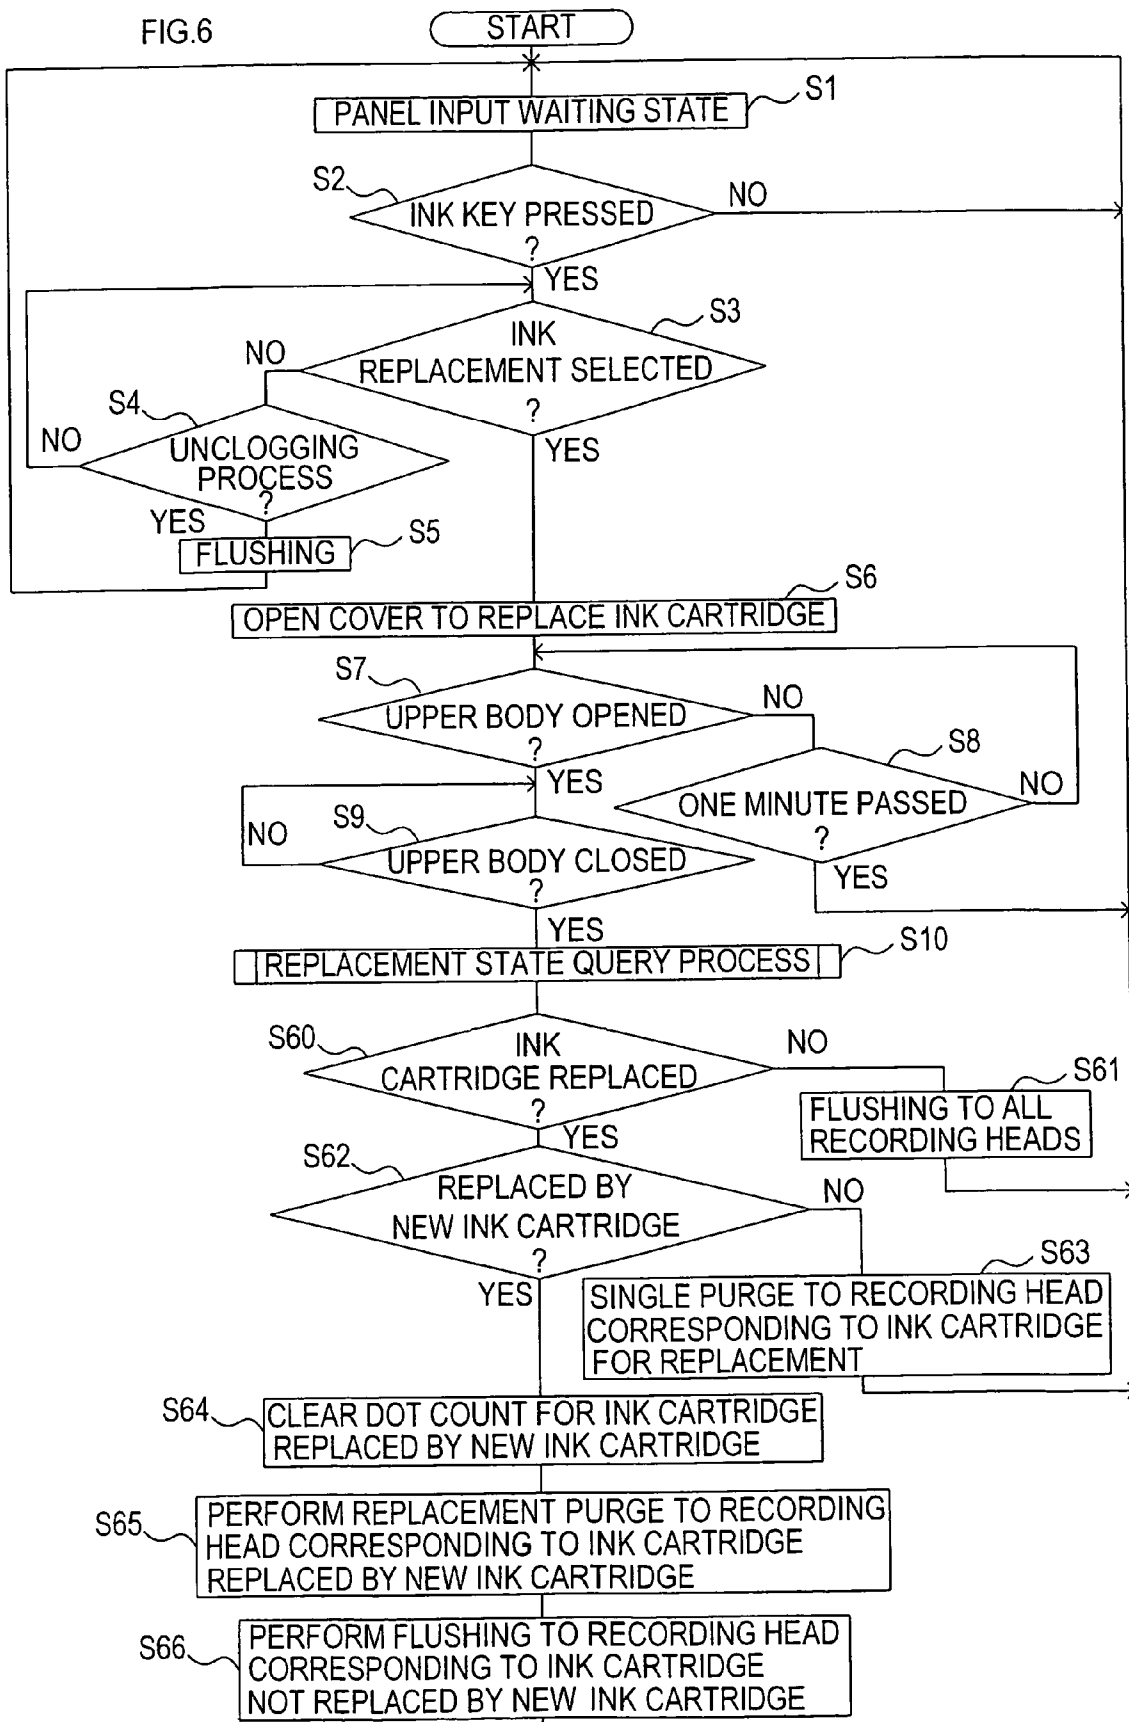 FIG.6
START
S1
PANEL INPUT WAITING STATE
S2
NO
INK KEY PRESSED
?
YES
S3
INK
NO
REPLACEMENT SELECTED
?
YES
S4
NO
UNCLOGGING
PROCESS
?
YES
S5
FLUSHING
S6
OPEN COVER TO REPLACE INK CARTRIDGE
S7
NO
UPPER BODY OPENED
?
YES
S8
NO
ONE MINUTE PASSED
?
YES
S9
NO
UPPER BODY CLOSED
?
YES
S10
REPLACEMENT STATE QUERY PROCESS
S60
INK
NO
CARTRIDGE REPLACED
?
YES
S61
FLUSHING TO ALL
RECORDING HEADS
S62
REPLACED BY
NO
NEW INK CARTRIDGE
?
YES
S63
SINGLE PURGE TO RECORDING HEAD
CORRESPONDING TO INK CARTRIDGE
FOR REPLACEMENT
S64
CLEAR DOT COUNT FOR INK CARTRIDGE
REPLACED BY NEW INK CARTRIDGE
S65
PERFORM REPLACEMENT PURGE TO RECORDING
HEAD CORRESPONDING TO INK CARTRIDGE
REPLACED BY NEW INK CARTRIDGE
S66
PERFORM FLUSHING TO RECORDING HEAD
CORRESPONDING TO INK CARTRIDGE
NOT REPLACED BY NEW INK CARTRIDGE